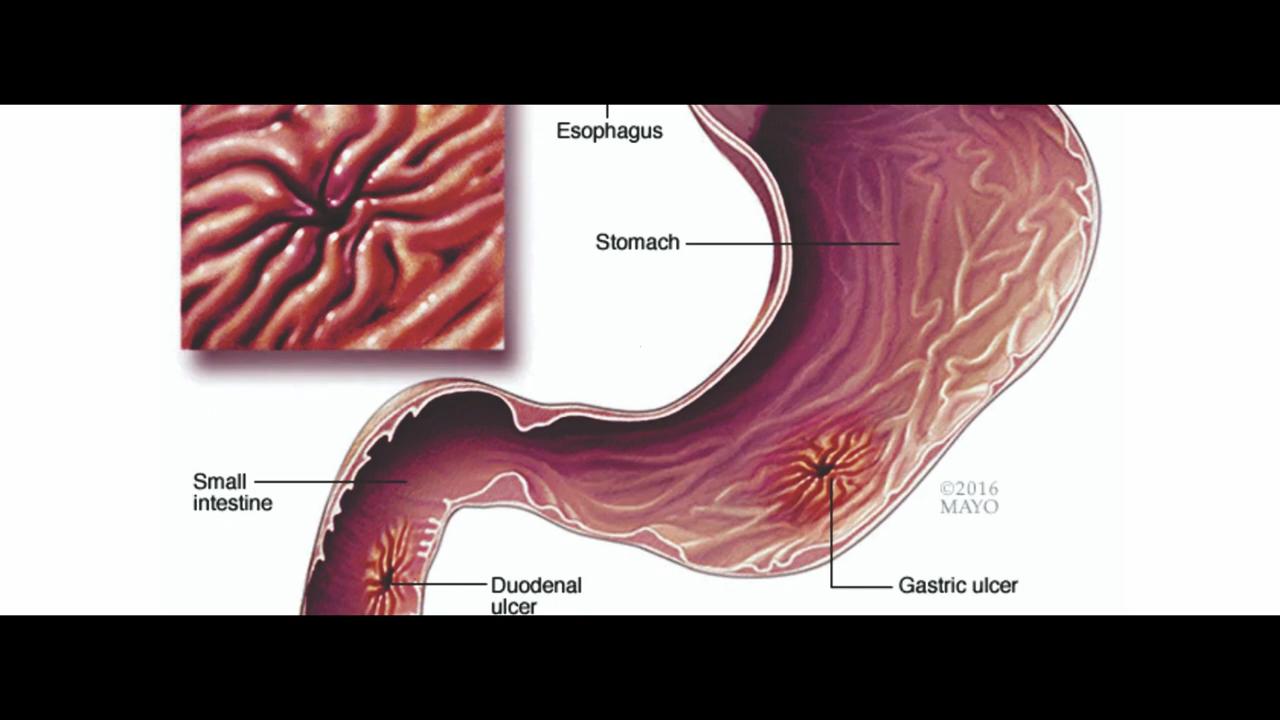 Esophagus
Stomach
Small
intestine
©2016
MAYO
Duodenal
ulcer
Gastric ulcer